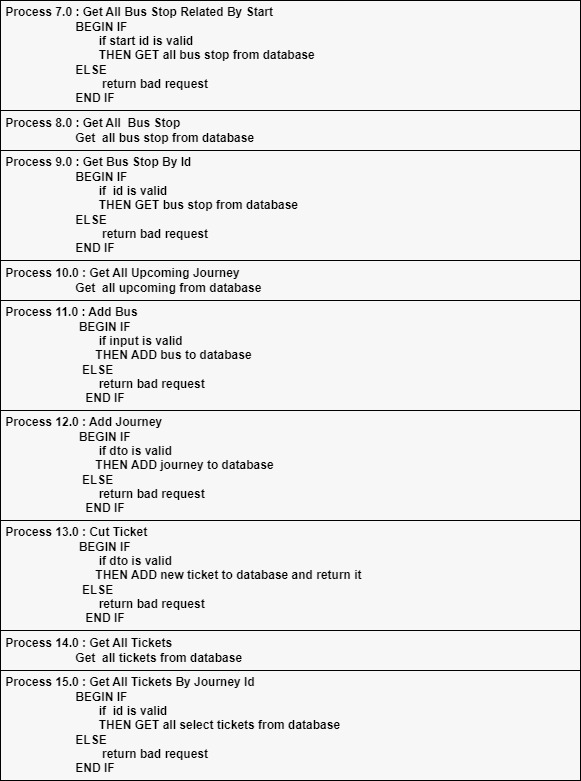 Process 7.0 : Get All Bus Stop Related By Start
BEGIN IF
if start id is valid
THEN GET all bus stop from database
ELSE
return bad request
END IF
Process 8.0 : Get All  Bus Stop
Get  all bus stop from database
Process 9.0 : Get Bus Stop By Id
BEGIN IF
if  id is valid
THEN GET bus stop from database
ELSE
return bad request
END IF
Process 10.0 : Get All Upcoming Journey
Get  all upcoming from database
Process 11.0 : Add Bus
BEGIN IF
if input is valid
THEN ADD bus to database
ELSE
return bad request
END IF
Process 12.0 : Add Journey
BEGIN IF
if dto is valid
THEN ADD journey to database
ELSE
return bad request
END IF
Process 13.0 : Cut Ticket
BEGIN IF
if dto is valid
THEN ADD new ticket to database and return it
ELSE
return bad request
END IF
Process 14.0 : Get All Tickets
Get  all tickets from database
Process 15.0 : Get All Tickets By Journey Id
BEGIN IF
if  id is valid
THEN GET all select tickets from database
ELSE
return bad request
END IF